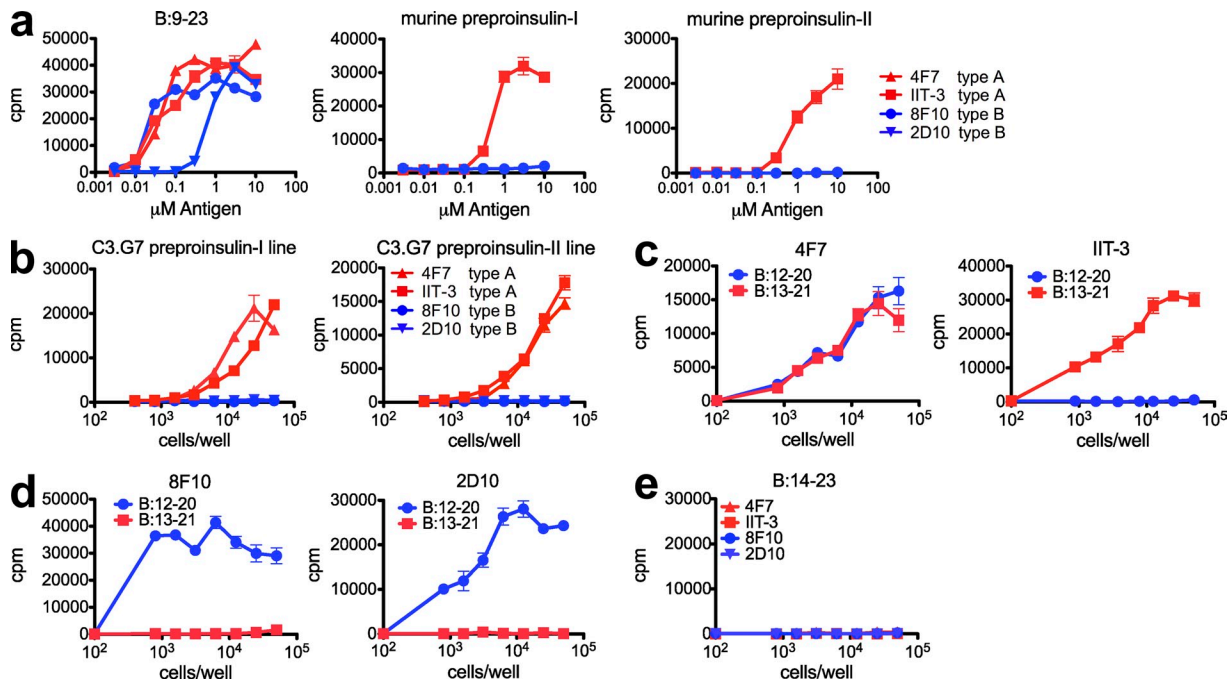 a
B:9-23
cpm
50000
40000
30000
20000
10000
0
0.001 0.01 0.1 1 10 100
μM Antigen
murine preproinsulin-I
cpm
40000
30000
20000
10000
0
0.001 0.01 0.1 1 10 100
μM Antigen
murine preproinsulin-II
cpm
30000
20000
10000
0
0.001 0.01 0.1 1 10 100
μM Antigen
4F7 type A
IIT-3 type A
8F10 type B
2D10 type B
b
C3.G7 preproinsulin-I line
cpm
30000
20000
10000
0
10² 10³ 10⁴ 10⁵
cells/well
C3.G7 preproinsulin-II line
cpm
20000
15000
10000
5000
0
4F7 type A
IIT-3 type A
8F10 type B
2D10 type B
10² 10³ 10⁴ 10⁵
cells/well
c
4F7
cpm
20000
15000
10000
5000
0
B:12-20
B:13-21
10² 10³ 10⁴ 10⁵
cells/well
IIT-3
cpm
40000
30000
20000
10000
0
B:12-20
B:13-21
10² 10³ 10⁴ 10⁵
cells/well
d
8F10
cpm
50000
40000
30000
20000
10000
0
B:12-20
B:13-21
10² 10³ 10⁴ 10⁵
cells/well
2D10
cpm
30000
20000
10000
0
B:12-20
B:13-21
10² 10³ 10⁴ 10⁵
cells/well
e
B:14-23
cpm
30000
20000
10000
0
4F7
IIT-3
8F10
2D10
10² 10³ 10⁴ 10⁵
cells/well